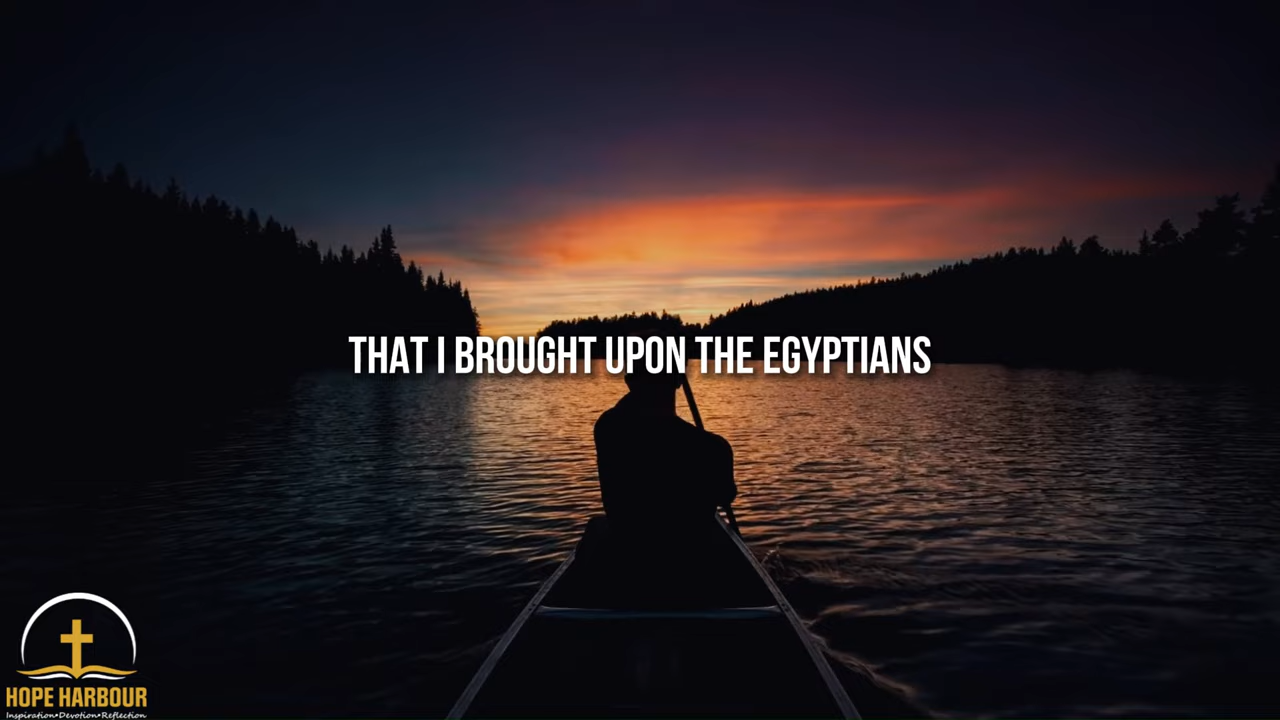 THAT I BROUGHT UPON THE EGYPTIANS
HOPE HARBOUR
Inspiration•Devotion•Reflection